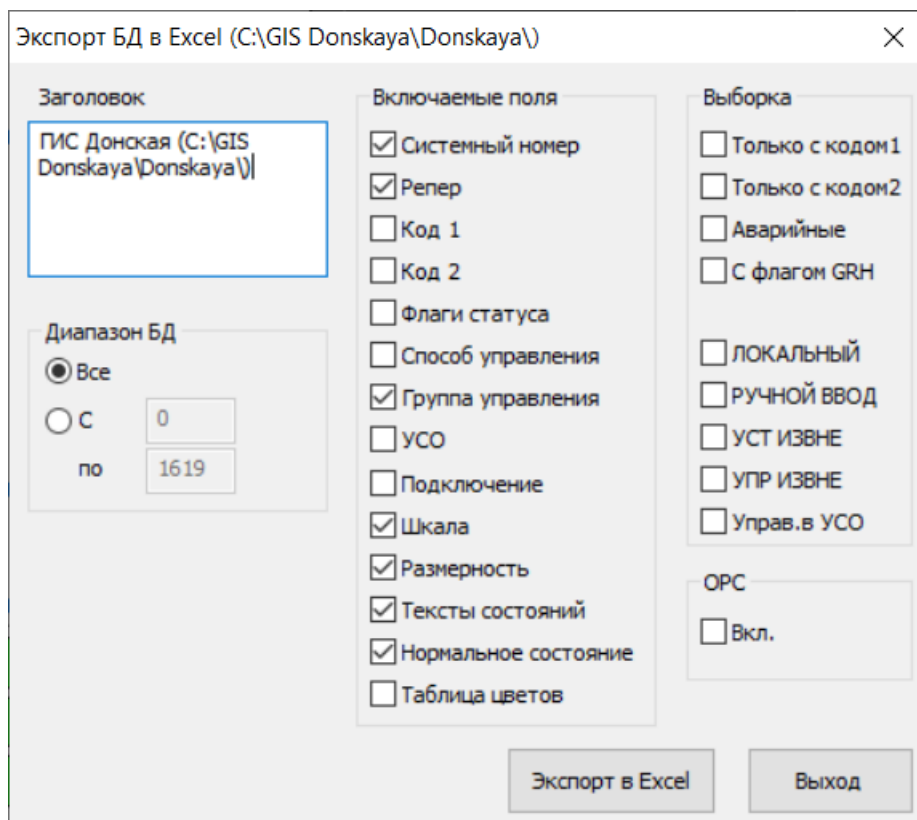 Экспорт БД в Excel (C:\GIS Donskaya\Donskaya\)
Заголовок
ГИС Донская (C:\GIS
Donskaya\Donskaya\)
Диапазон БД
Все
С 0
по 1619
Включаемые поля
Системный номер
Репер
Код 1
Код 2
Флаги статуса
Способ управления
Группа управления
УСО
Подключение
Шкала
Размерность
Тексты состояний
Нормальное состояние
Таблица цветов
Выборка
Только с кодом1
Только с кодом2
Аварийные
С флагом GRH
ЛОКАЛЬНЫЙ
РУЧНОЙ ВВОД
УСТ ИЗВНЕ
УПР ИЗВНЕ
Управ.в УСО
OPC
Вкл.
Экспорт в Excel
Выход